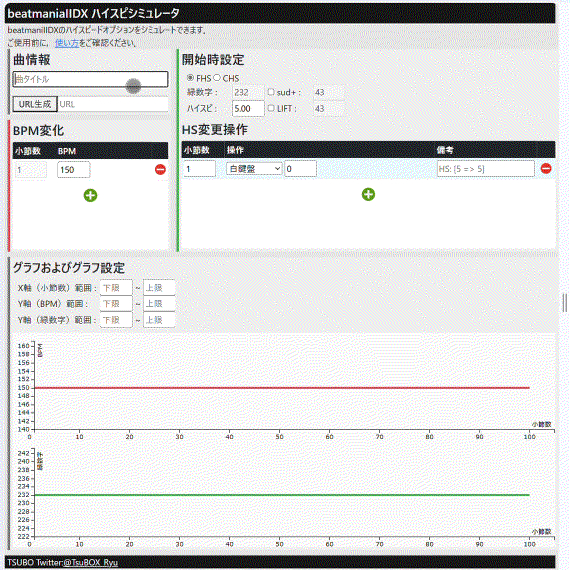 beatmaniaIIDX ハイスピシミュレータ
beatmaniaIIDXのハイスピードオプションをシミュレートできます。
ご使用前に、使い方をご確認ください。
曲情報
曲タイトル
URL生成 URL
開始時設定
FHS CHS
緑数字 : 232 sud+ : 43
ハイスピ : 5.00 LIFT : 43
BPM変化
小節数 BPM
1 150
HS変更操作
小節数 操作 備考
1 白鍵盤 0 HS: [5 => 5]
グラフおよびグラフ設定
X軸（小節数）範囲 : 下限 ~ 上限
Y軸（BPM）範囲 : 下限 ~ 上限
Y軸（緑数字）範囲 : 下限 ~ 上限
BPM
160
158
156
154
152
150
148
146
144
142
140
小節数
0 10 20 30 40 50 60 70 80 90 100
緑数字
242
240
238
236
234
232
230
228
226
224
222
小節数
0 10 20 30 40 50 60 70 80 90 100
TSUBO Twitter:@TsuBOX_Ryu